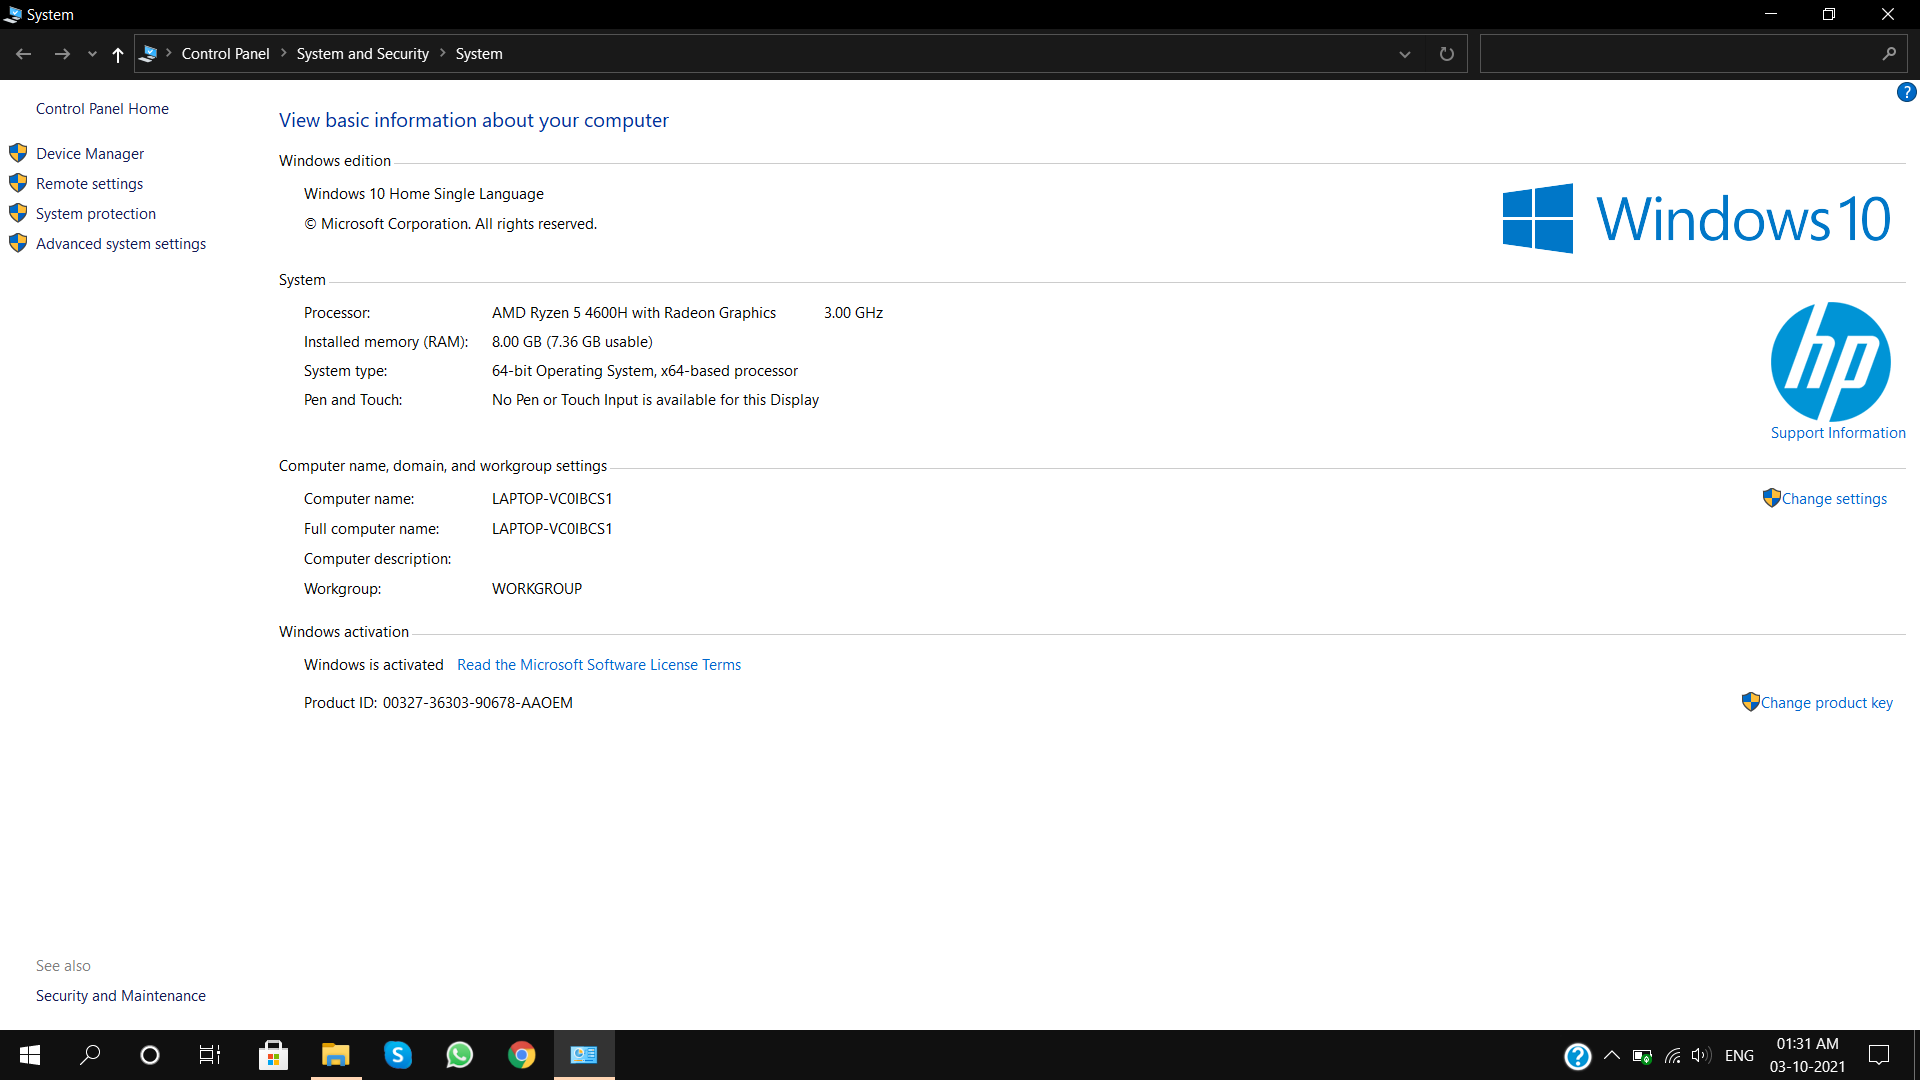 System
Control Panel > System and Security > System
Control Panel Home
Device Manager
Remote settings
System protection
Advanced system settings
View basic information about your computer
Windows edition
Windows 10 Home Single Language
© Microsoft Corporation. All rights reserved.
Windows 10
System
Processor: AMD Ryzen 5 4600H with Radeon Graphics 3.00 GHz
Installed memory (RAM): 8.00 GB (7.36 GB usable)
System type: 64-bit Operating System, x64-based processor
Pen and Touch: No Pen or Touch Input is available for this Display
hp
Support Information
Computer name, domain, and workgroup settings
Computer name: LAPTOP-VC0IBCS1
Change settings
Full computer name: LAPTOP-VC0IBCS1
Computer description:
Workgroup: WORKGROUP
Windows activation
Windows is activated Read the Microsoft Software License Terms
Product ID: 00327-36303-90678-AAOEM
Change product key
See also
Security and Maintenance
ENG
01:31 AM
03-10-2021